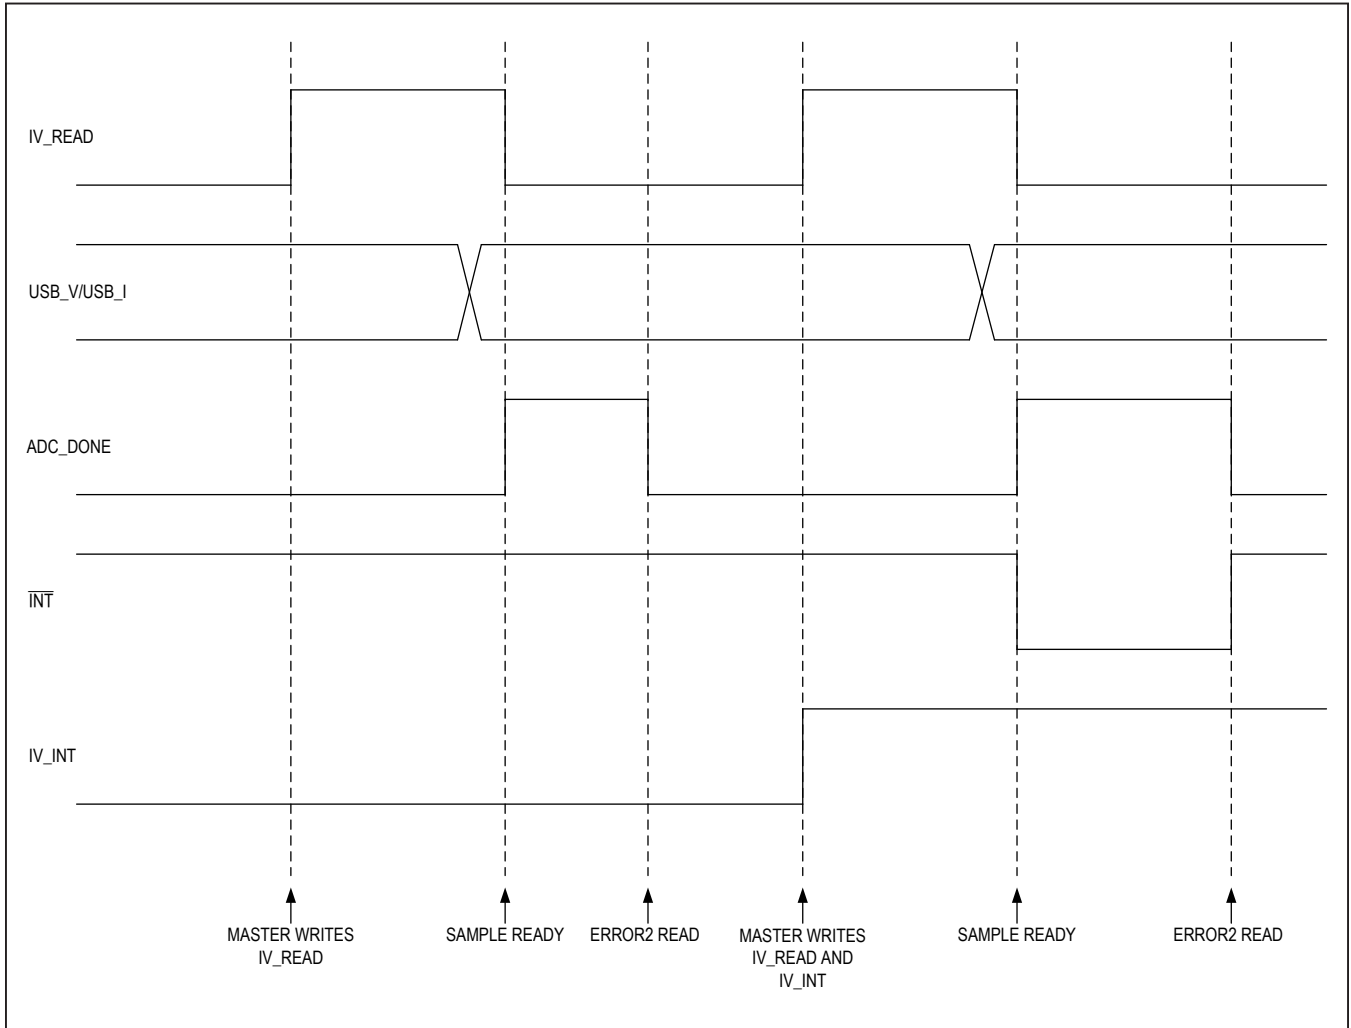 IV_READ
USB_V/USB_I
ADC_DONE
INT
IV_INT
MASTER WRITES
IV_READ
SAMPLE READY
ERROR2 READ
MASTER WRITES
IV_READ AND
IV_INT
SAMPLE READY
ERROR2 READ